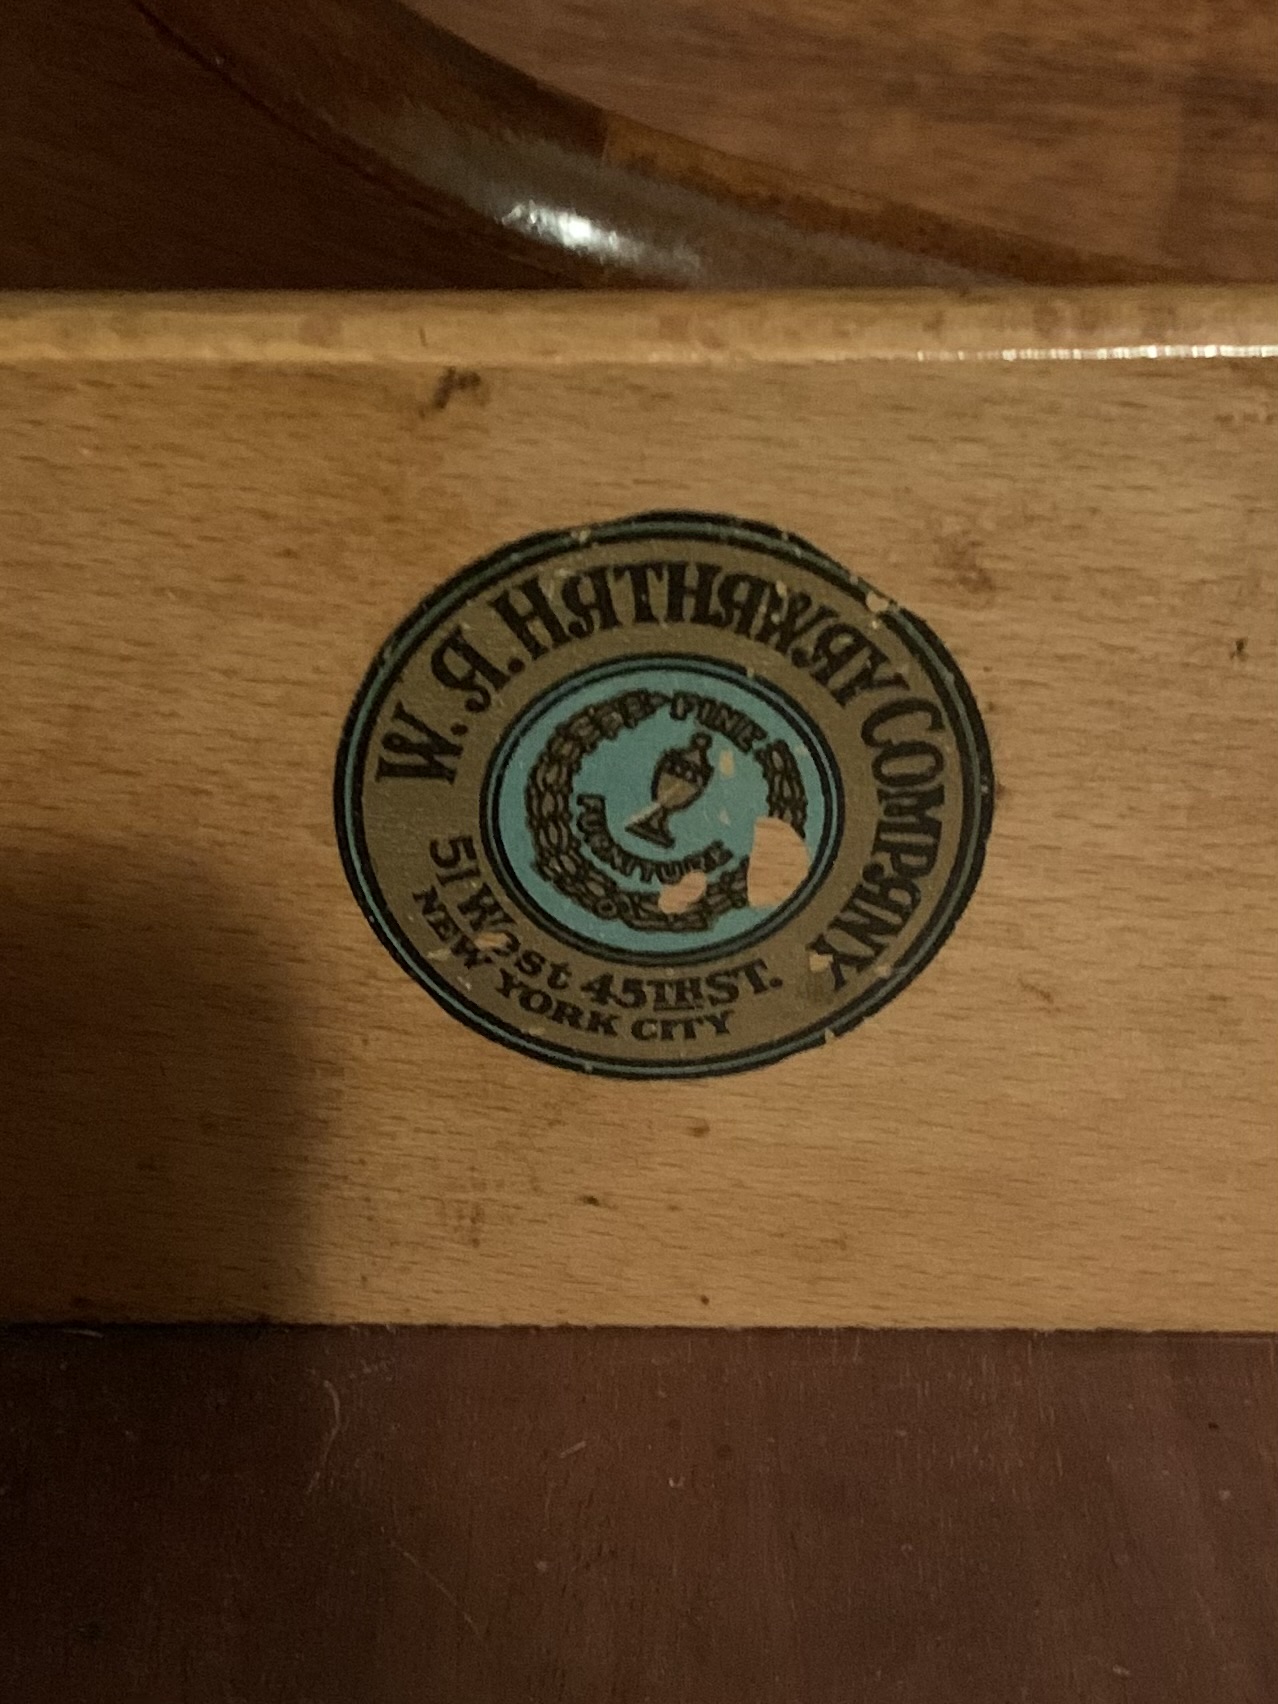 W. A. HATHAWAY COMPANY
FINE
FURNITURE
51 West 45TH ST.
NEW YORK CITY